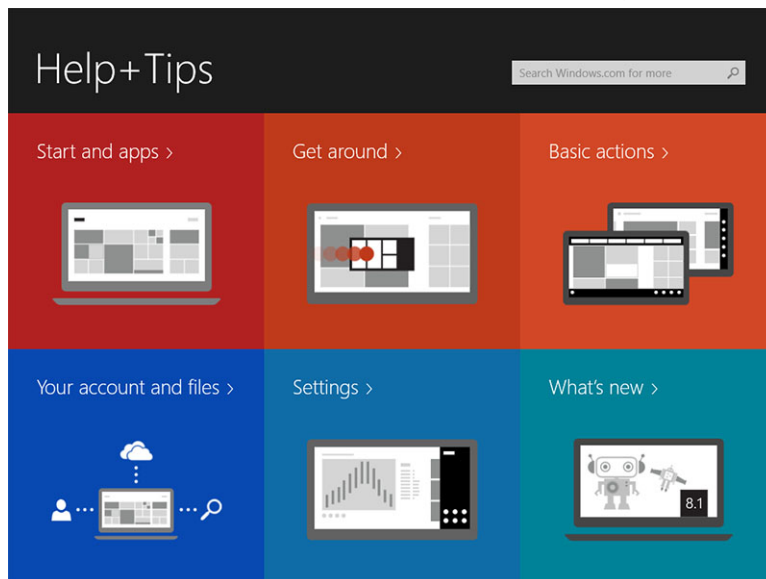 Help+Tips
Search Windows.com for more
Start and apps >
Get around >
Basic actions >
Your account and files >
Settings >
What's new >
8.1